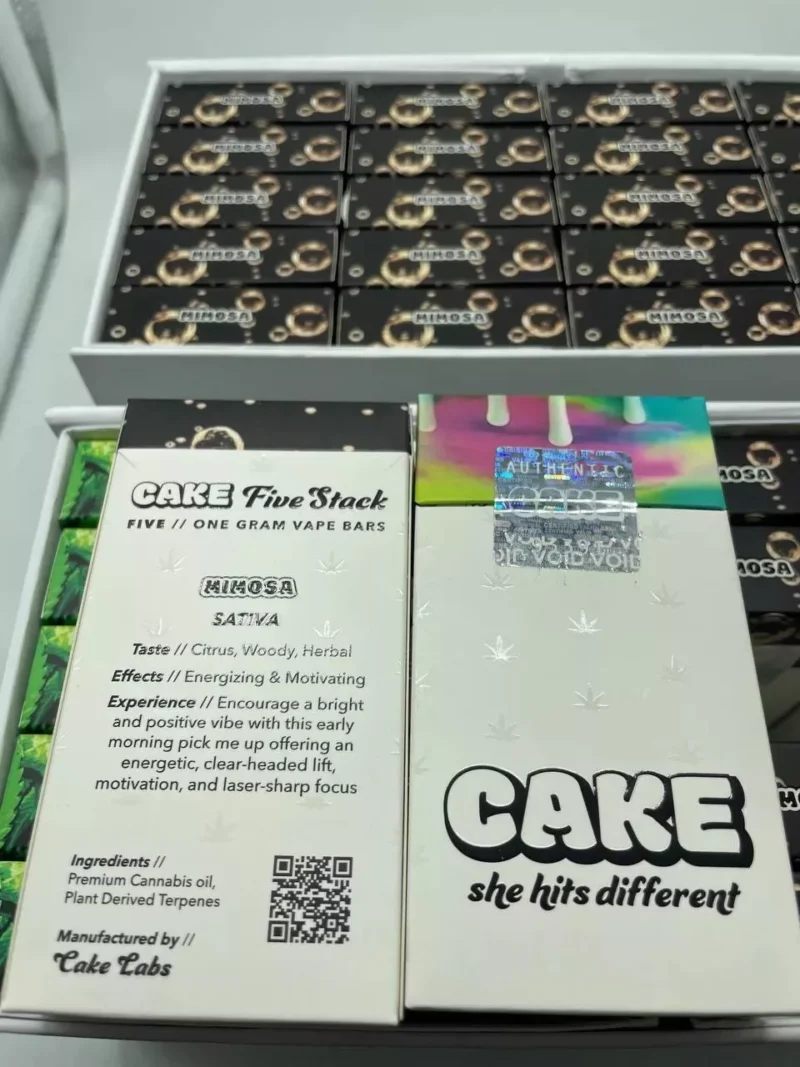 MIMOSA MIMOSA MIMOSA
MIMOSA MIMOSA MIMOSA
MIMOSA MIMOSA MIMOSA
MIMOSA MIMOSA MIMOSA
MIMOSA MIMOSA MIMOSA
CAKE Five Stack
FIVE // ONE GRAM VAPE BARS
MIMOSA
SATIVA
Taste // Citrus, Woody, Herbal
Effects // Energizing & Motivating
Experience // Encourage a bright
and positive vibe with this early
morning pick me up offering an
energetic, clear-headed lift,
motivation, and laser-sharp focus
Ingredients //
Premium Cannabis oil,
Plant Derived Terpenes
Manufactured by //
Cake Labs
AUTHENTIC
CAKE
VOID VOID
CAKE
she hits different
MOSA
MOSA